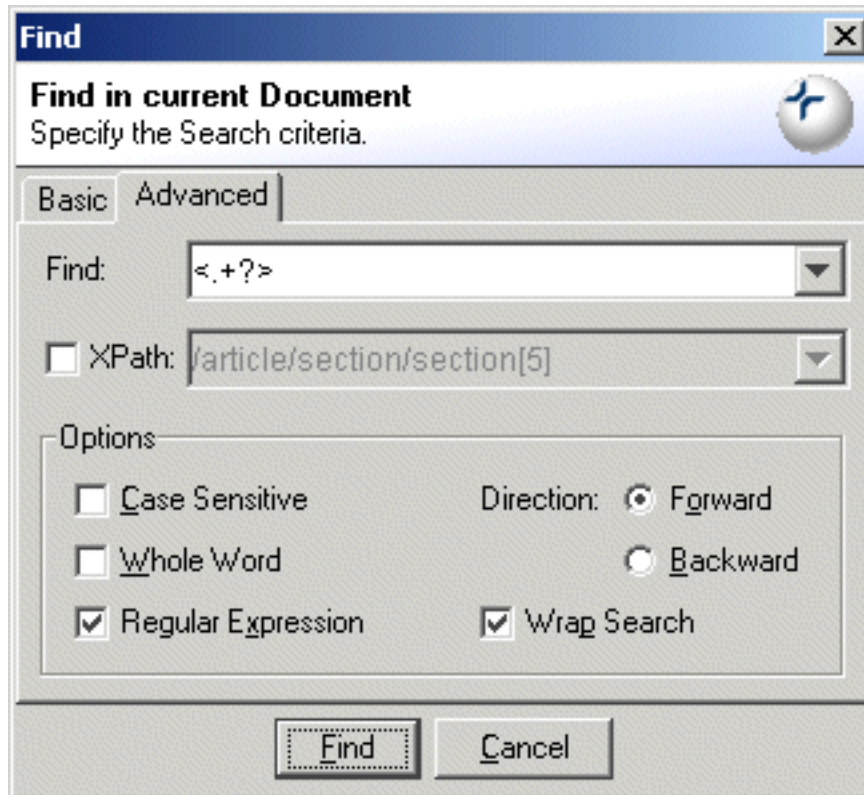 Find
Find in current Document
Specify the Search criteria.
Basic Advanced
Find: <.+?>
XPath: /article/section/section[5]
Options
Case Sensitive Direction: Forward
Whole Word Backward
Regular Expression Wrap Search
Find Cancel